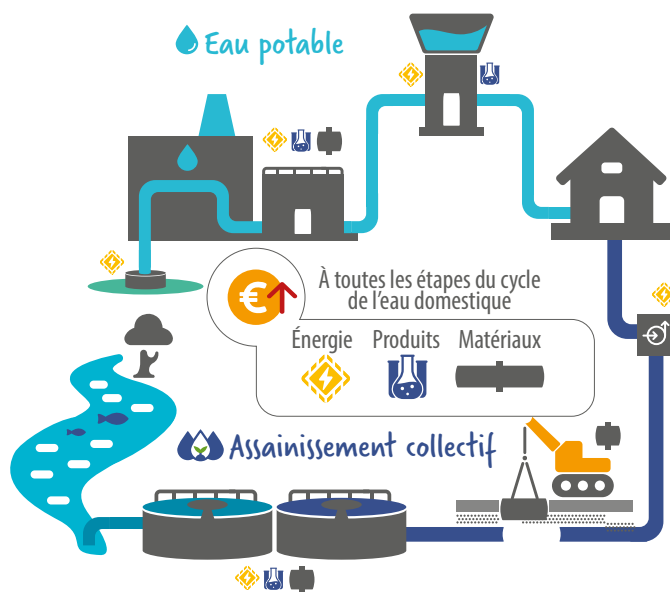 Eau potable
€
À toutes les étapes du cycle
de l'eau domestique
Énergie Produits Matériaux
Assainissement collectif